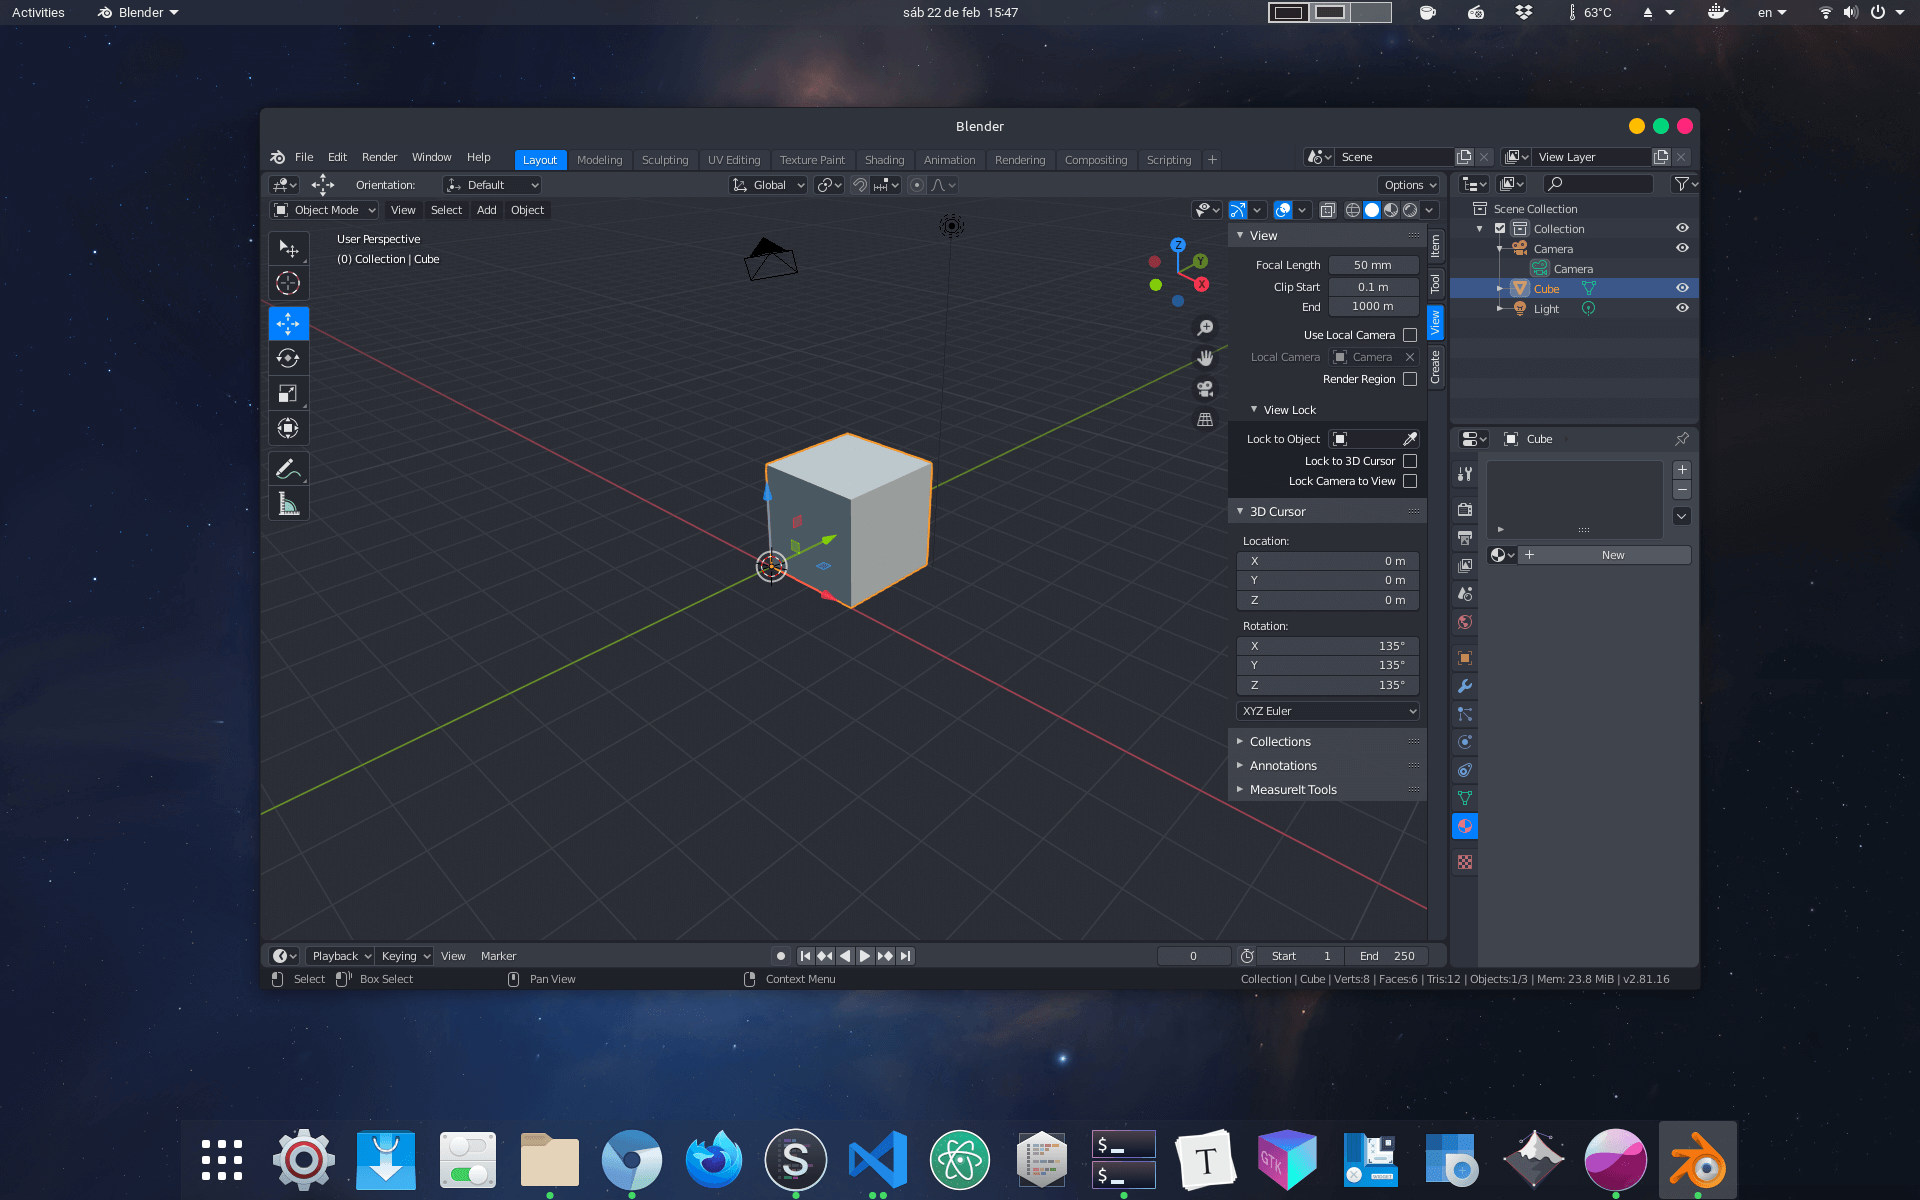 Activities Blender sáb 22 de feb 15:47 63°C en
Blender
File Edit Render Window Help Layout Modeling Sculpting UV Editing Texture Paint Shading Animation Rendering Compositing Scripting + Scene View Layer
Orientation: Default Global Options
Object Mode View Select Add Object
User Perspective
(0) Collection | Cube
Z
Y
X
View
Focal Length 50 mm
Clip Start 0.1 m
End 1000 m
Use Local Camera
Local Camera Camera
Render Region
View Lock
Lock to Object
Lock to 3D Cursor
Lock Camera to View
3D Cursor
Location:
X 0 m
Y 0 m
Z 0 m
Rotation:
X 135°
Y 135°
Z 135°
XYZ Euler
Collections
Annotations
MeasureIt Tools
Item
Tool
View
Create
Scene Collection
Collection
Camera
Camera
Cube
Light
Cube
+ New
Playback Keying View Marker 0 Start 1 End 250
Select Box Select Pan View Context Menu Collection | Cube | Verts:8 | Faces:6 | Tris:12 | Objects:1/3 | Mem: 23.8 MiB | v2.81.16
S
$ _
$ _
T
GTK